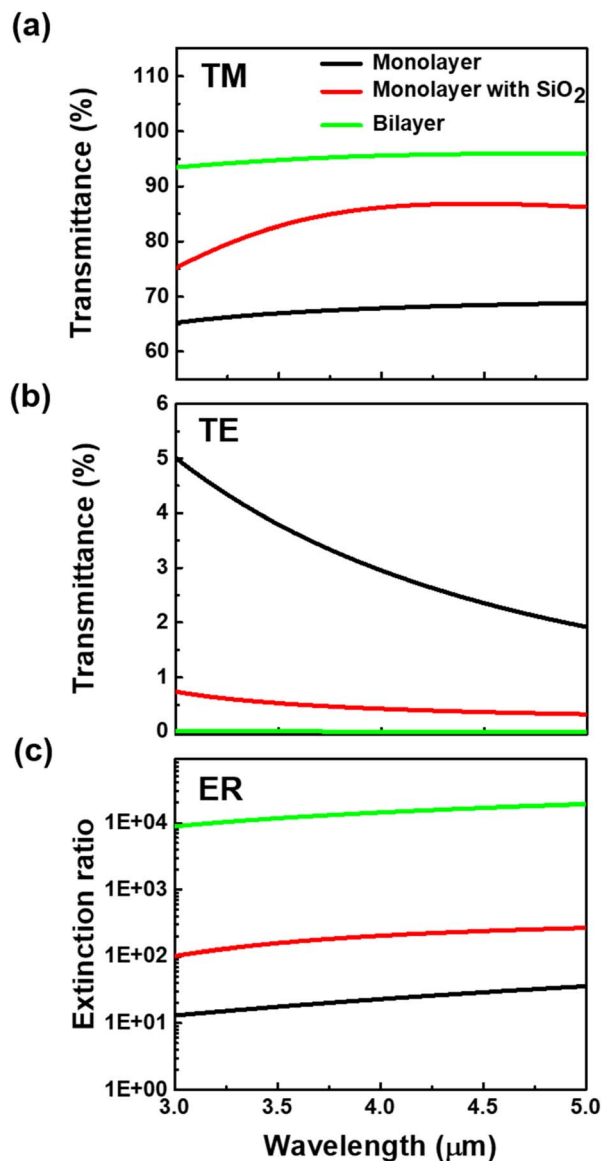 (a)
TM
Monolayer
Monolayer with SiO₂
Bilayer
Transmittance (%)
110
100
90
80
70
60
(b)
TE
Transmittance (%)
6
5
4
3
2
1
0
(c)
ER
Extinction ratio
1E+04
1E+03
1E+02
1E+01
1E+00
3.0 3.5 4.0 4.5 5.0
Wavelength (μm)